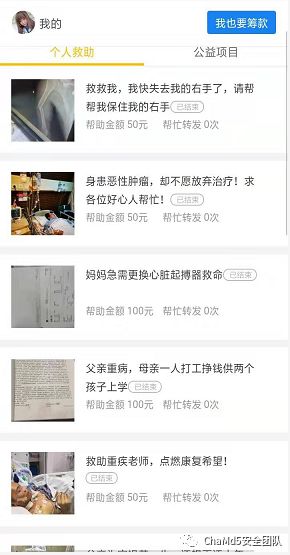 我的
我也要筹款
个人救助 公益项目
救救我，我快失去我的右手了，请帮
帮我保住我的右手 已结束
帮助金额 50元 帮忙转发 0次
身患恶性肿瘤，却不愿放弃治疗！求
各位好心人帮忙！ 已结束
帮助金额 50元 帮忙转发 0次
妈妈急需更换心脏起搏器救命 已结束
帮助金额 100元 帮忙转发 0次
父亲重病，母亲一人打工挣钱供两个
孩子上学 已结束
帮助金额 100元 帮忙转发 0次
救助重疾老师，点燃康复希望！
已结束
帮助金额 50元 帮忙转发 0次
ChaMd5安全团队